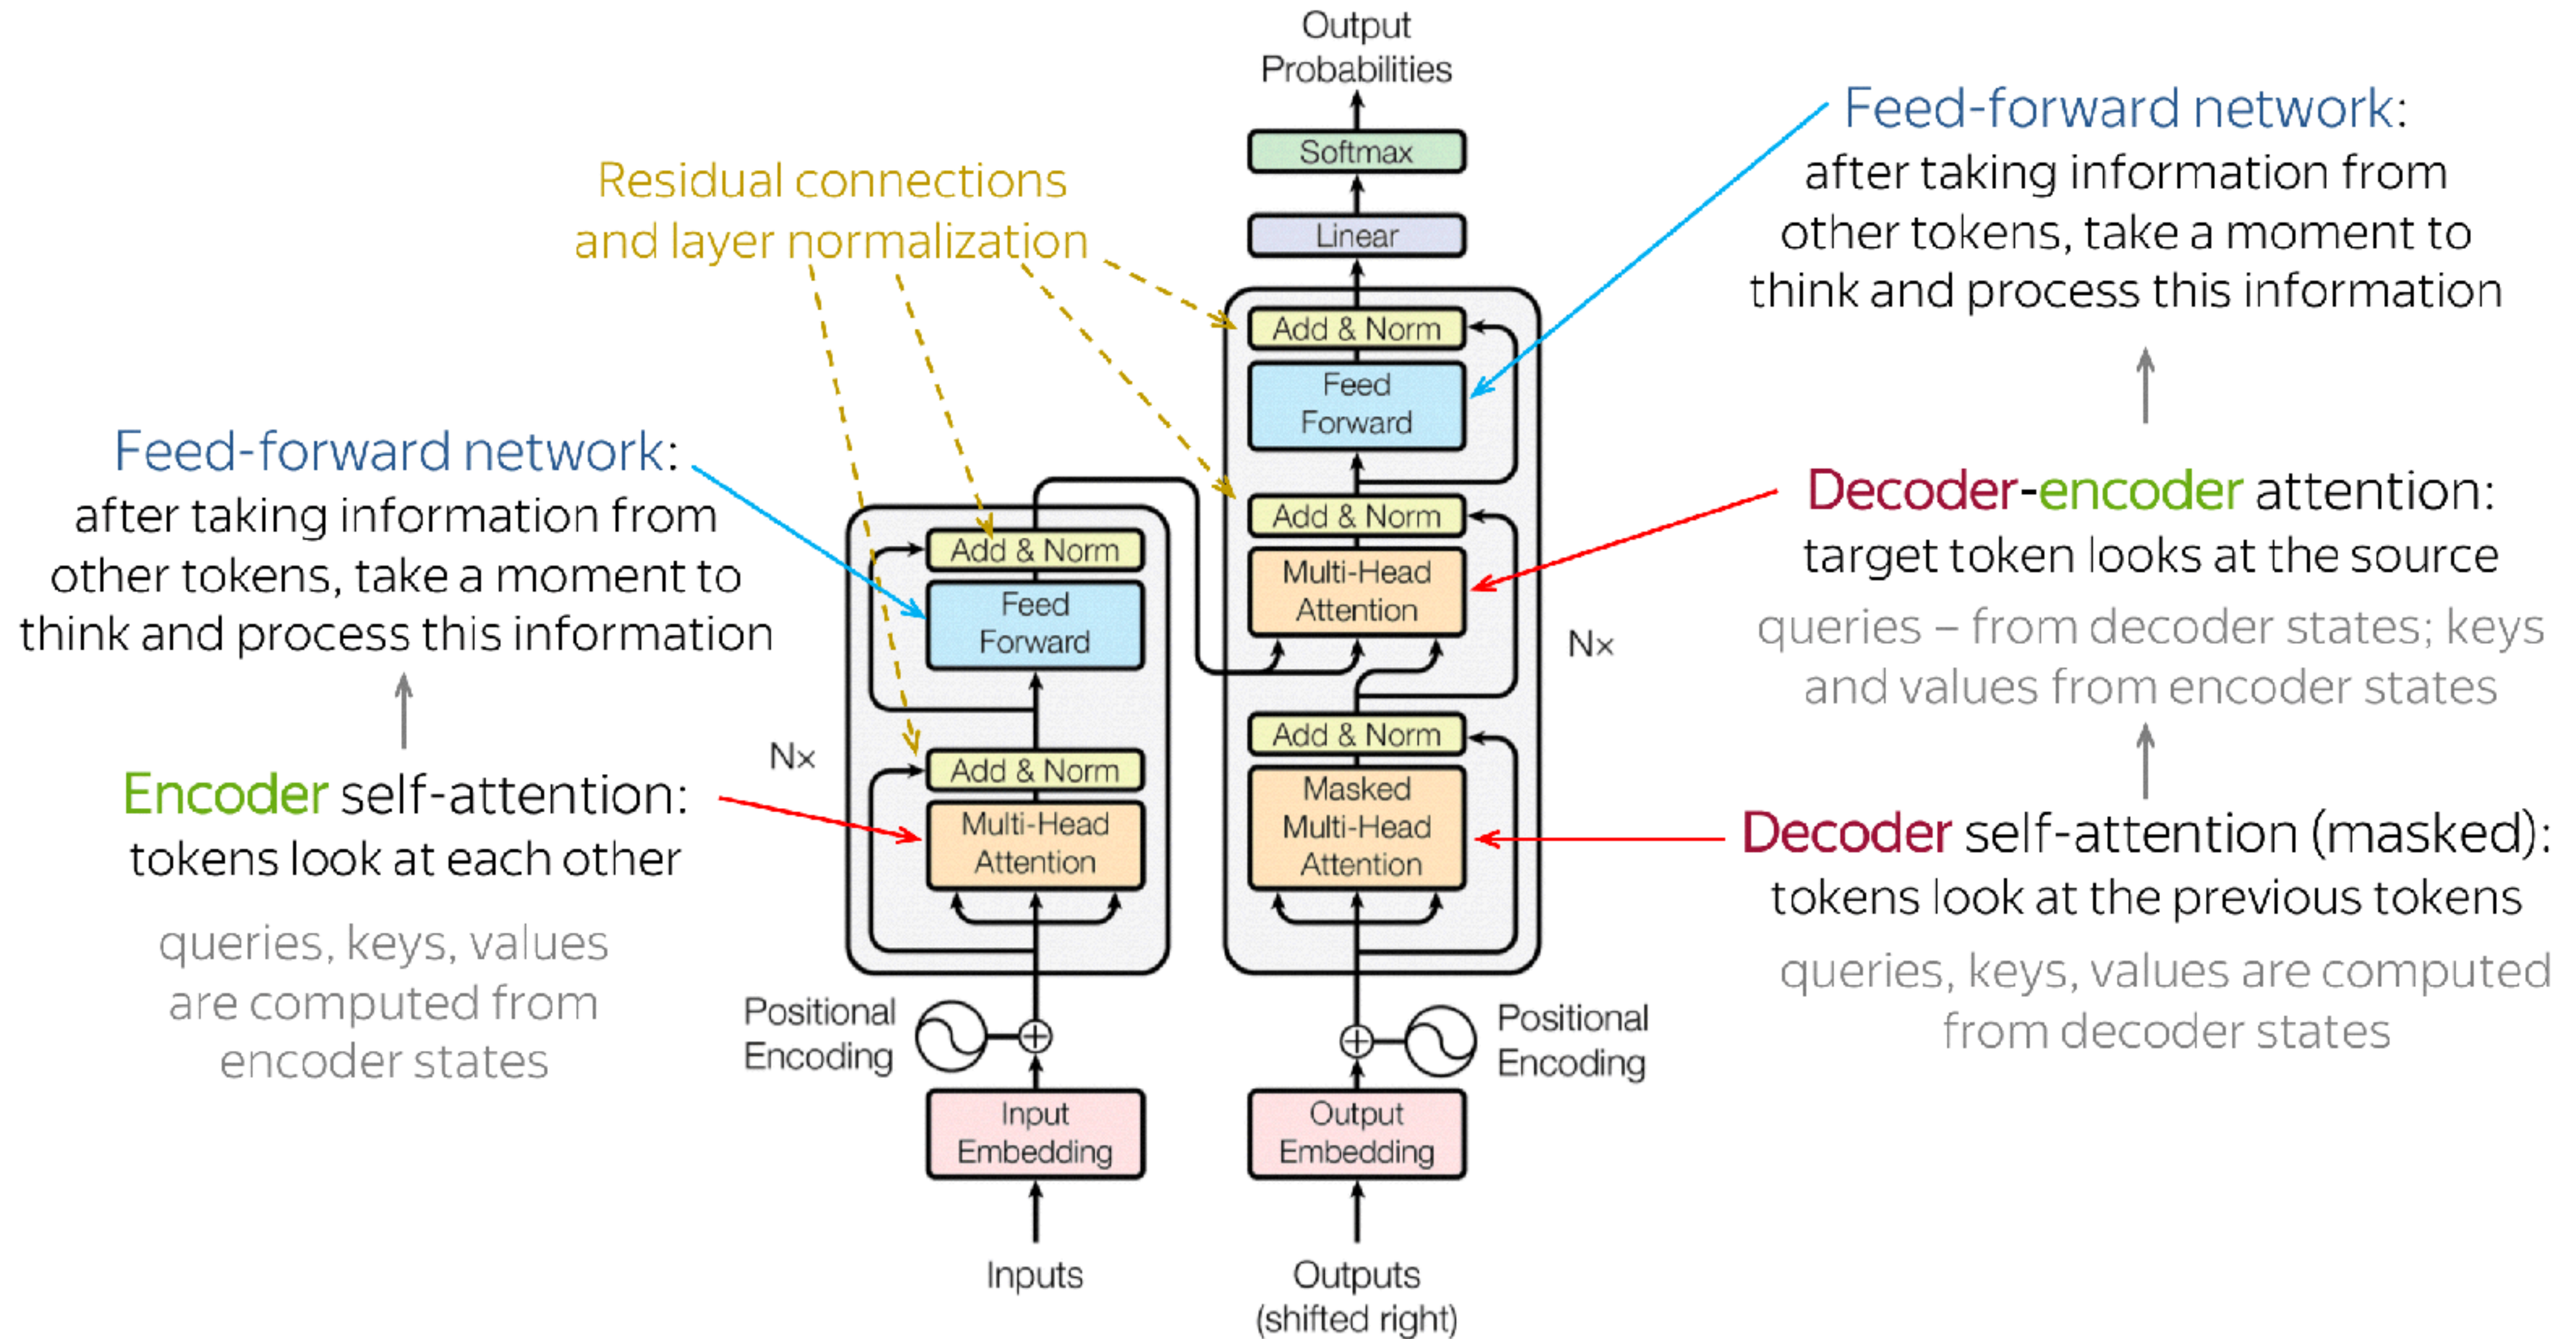 Output
Probabilities
Softmax
Linear
Add & Norm
Feed
Forward
Add & Norm
Multi-Head
Attention
Nx
Add & Norm
Masked
Multi-Head
Attention
Positional
Encoding
Output
Embedding
Outputs
(shifted right)
Residual connections
and layer normalization
Add & Norm
Feed
Forward
Nx
Add & Norm
Multi-Head
Attention
Positional
Encoding
Input
Embedding
Inputs
Feed-forward network:
after taking information from
other tokens, take a moment to
think and process this information
Encoder self-attention:
tokens look at each other
queries, keys, values
are computed from
encoder states
Feed-forward network:
after taking information from
other tokens, take a moment to
think and process this information
Decoder-encoder attention:
target token looks at the source
queries – from decoder states; keys
and values from encoder states
Decoder self-attention (masked):
tokens look at the previous tokens
queries, keys, values are computed
from decoder states